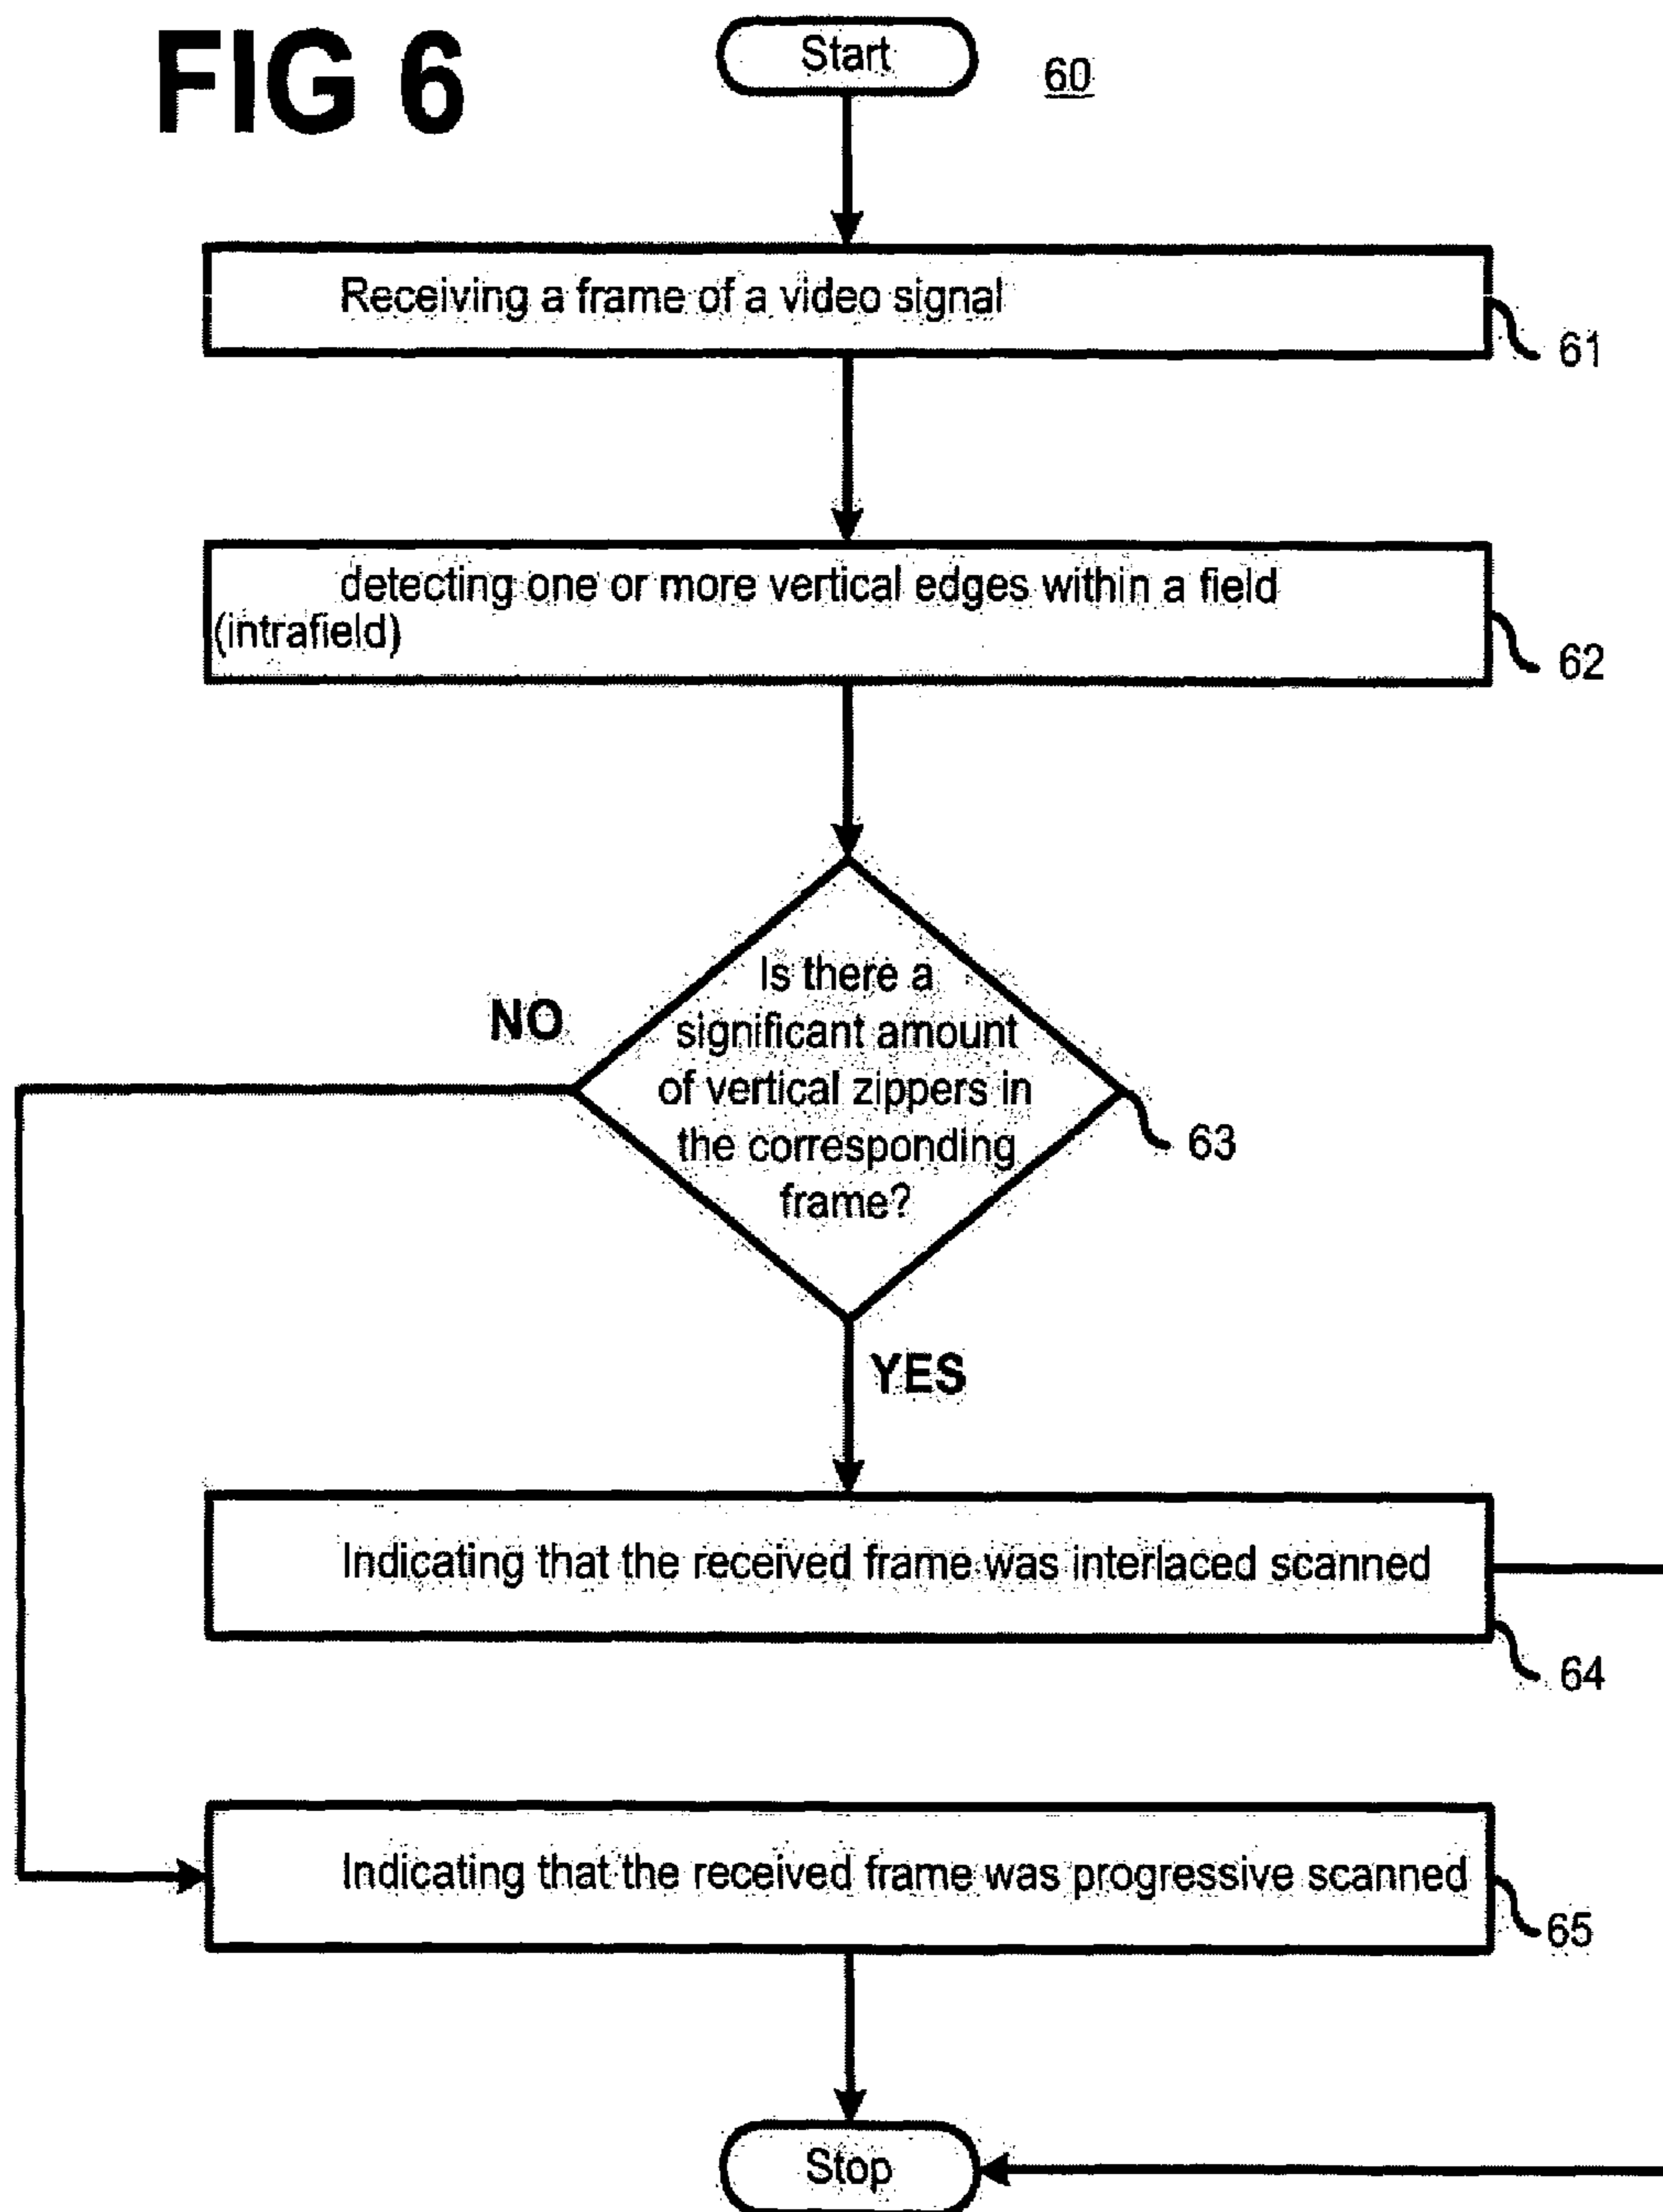 FIG 6
Start
60
Receiving a frame of a video signal
61
detecting one or more vertical edges within a field
(intrafield)
62
Is there a
significant amount
of vertical zippers in
the corresponding
frame?
NO
63
YES
Indicating that the received frame was interlaced scanned
64
Indicating that the received frame was progressive scanned
65
Stop